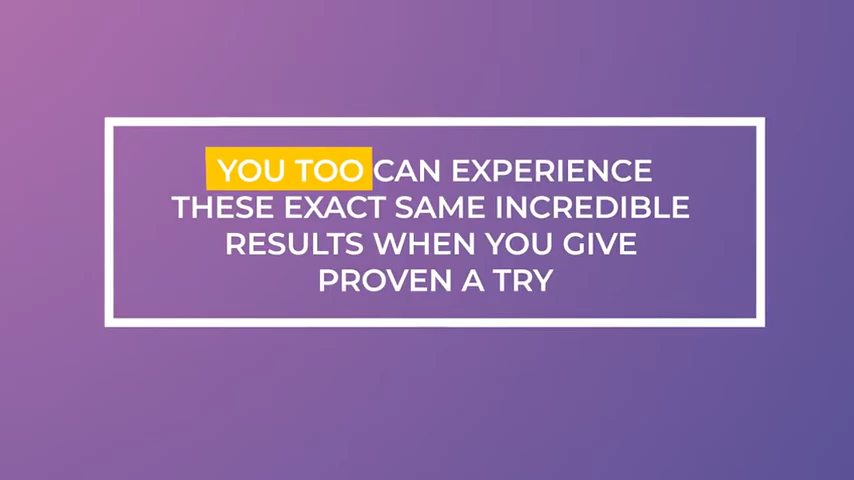 YOU TOO CAN EXPERIENCE
THESE EXACT SAME INCREDIBLE
RESULTS WHEN YOU GIVE
PROVEN A TRY